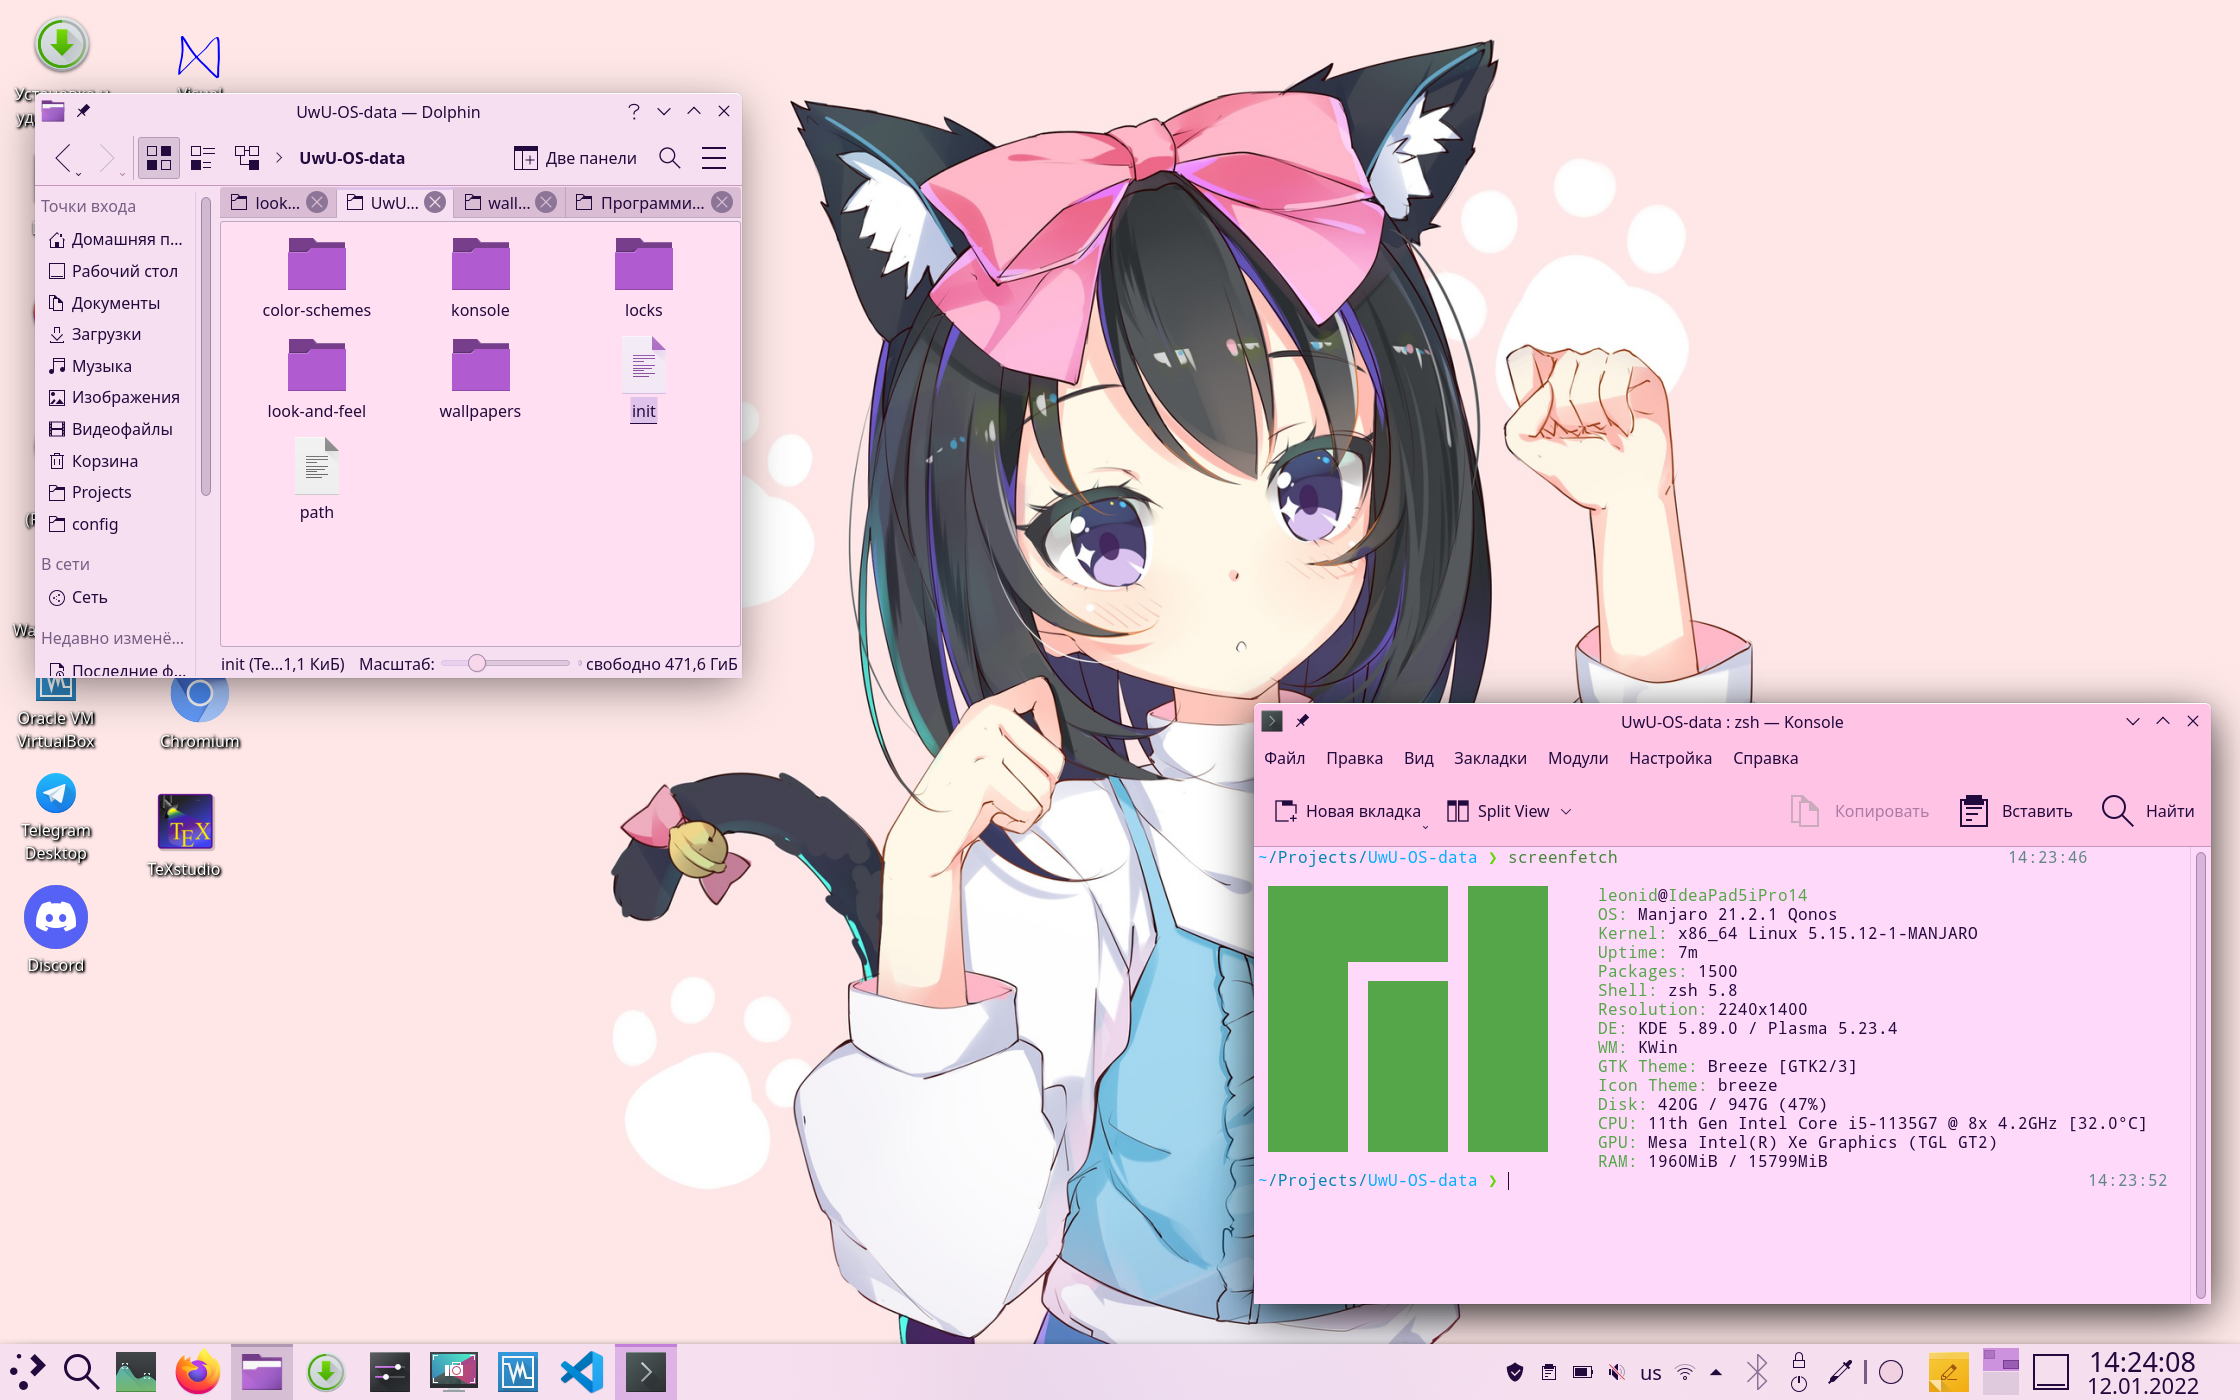 UwU-OS-data — Dolphin
UwU-OS-data
Две панели
look...
UwU...
wall...
Программи...
Точки входа
Домашняя п...
Рабочий стол
Документы
Загрузки
Музыка
Изображения
Видеофайлы
Корзина
Projects
config
В сети
Сеть
Недавно изменё...
Последние ф...
color-schemes
konsole
locks
look-and-feel
wallpapers
init
path
init (Те...1,1 КиБ)
Масштаб:
свободно 471,6 ГиБ
Oracle VM
VirtualBox
Chromium
Telegram
Desktop
TeXstudio
Discord
UwU-OS-data : zsh — Konsole
Файл Правка Вид Закладки Модули Настройка Справка
Новая вкладка
Split View
Копировать
Вставить
Найти
~/Projects/UwU-OS-data ❯ screenfetch 14:23:46
leonid@IdeaPad5iPro14
OS: Manjaro 21.2.1 Qonos
Kernel: x86_64 Linux 5.15.12-1-MANJARO
Uptime: 7m
Packages: 1500
Shell: zsh 5.8
Resolution: 2240x1400
DE: KDE 5.89.0 / Plasma 5.23.4
WM: KWin
GTK Theme: Breeze [GTK2/3]
Icon Theme: breeze
Disk: 420G / 947G (47%)
CPU: 11th Gen Intel Core i5-1135G7 @ 8x 4.2GHz [32.0°C]
GPU: Mesa Intel(R) Xe Graphics (TGL GT2)
RAM: 1960MiB / 15799MiB
~/Projects/UwU-OS-data ❯ 14:23:52
us
14:24:08
12.01.2022